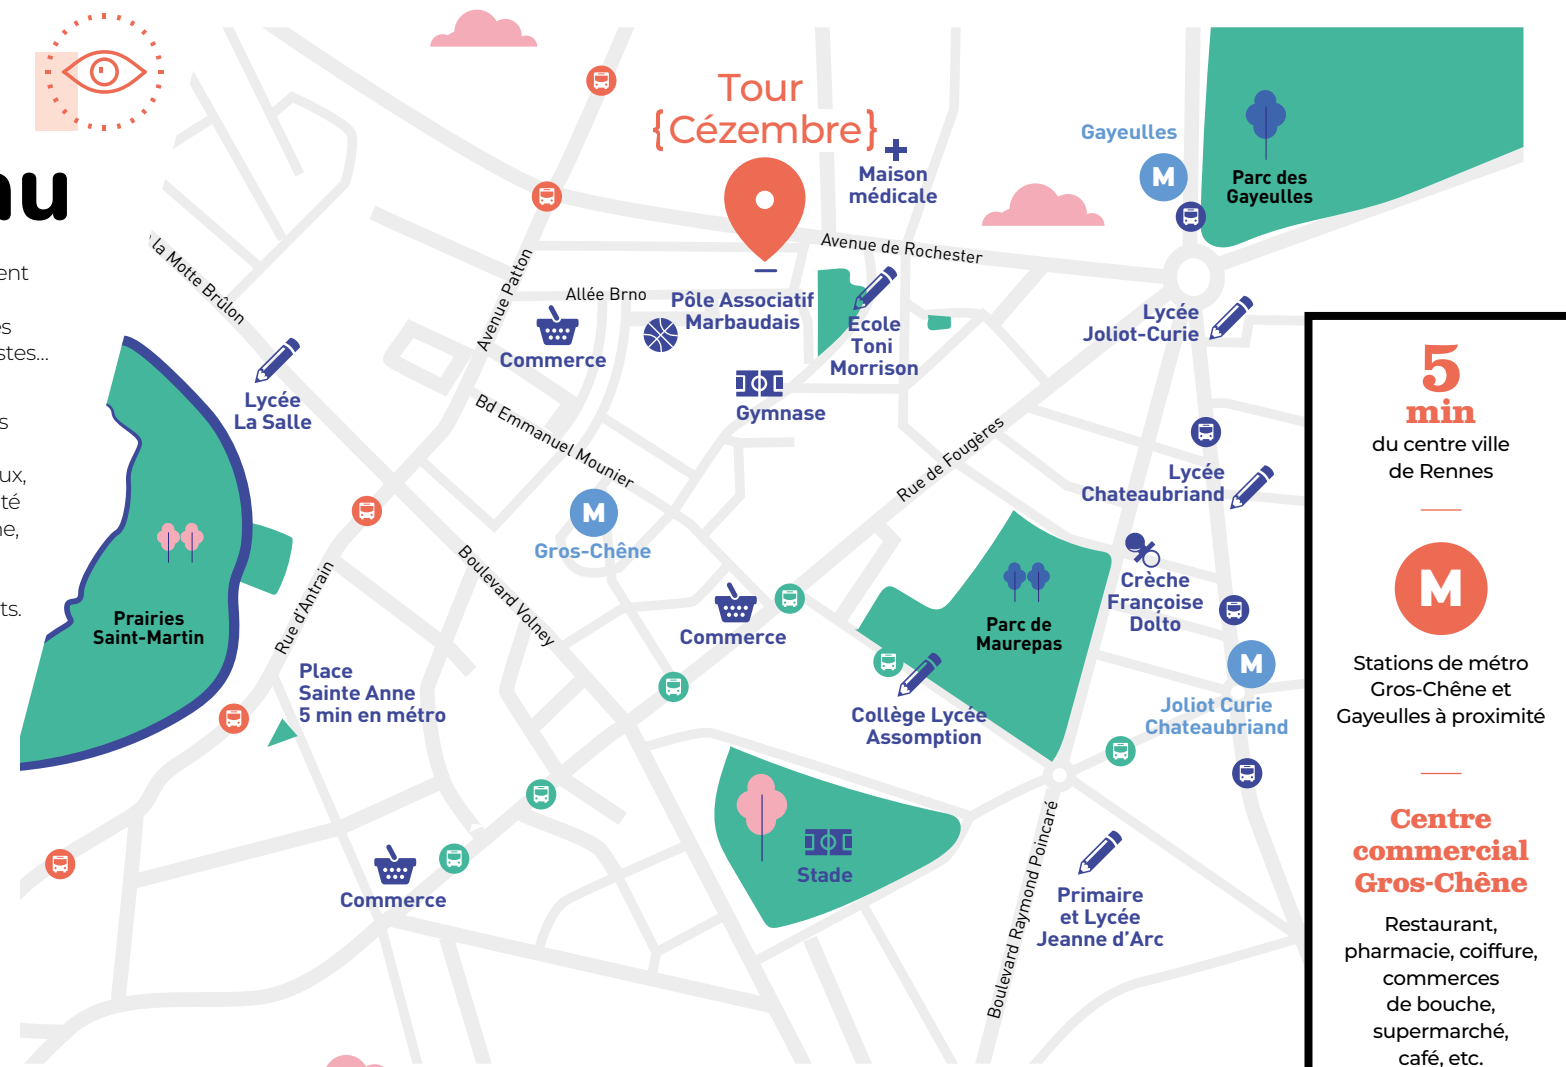 Tour
{Cézembre}
Maison
médicale
Gayeulles
M
Parc des
Gayeulles
Avenue de Rochester
la Motte Brûlon
Avenue Patton
Allée Brno
Pôle Associatif
Marbaudais
Commerce
Ecole
Toni
Morrison
Lycée
Joliot-Curie
Lycée
La Salle
Gymnase
Bd Emmanuel Mounier
Rue de Fougères
Lycée
Chateaubriand
M
Gros-Chêne
Boulevard Volney
Rue d'Antrain
Prairies
Saint-Martin
Commerce
Parc de
Maurepas
Crèche
Françoise
Dolto
M
Joliot Curie
Chateaubriand
Place
Sainte Anne
5 min en métro
Collège Lycée
Assomption
Stade
Commerce
Boulevard Raymond Poincaré
Primaire
et Lycée
Jeanne d'Arc
5
min
du centre ville
de Rennes
M
Stations de métro
Gros-Chêne et
Gayeulles à proximité
Centre
commercial
Gros-Chêne
Restaurant,
pharmacie, coiffure,
commerces
de bouche,
supermarché,
café, etc.